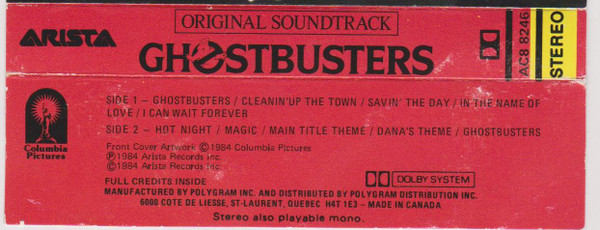 ARISTA
ORIGINAL SOUNDTRACK
GHOSTBUSTERS
AC8 8246
STEREO
SIDE 1 – GHOSTBUSTERS / CLEANIN'UP THE TOWN / SAVIN' THE DAY / IN THE NAME OF
LOVE / I CAN WAIT FOREVER
SIDE 2 – HOT NIGHT / MAGIC / MAIN TITLE THEME / DANA'S THEME / GHOSTBUSTERS
Columbia
Pictures
Front Cover Artwork ©1984 Columbia Pictures
℗1984 Arista Records Inc.
©1984 Arista Records Inc.
FULL CREDITS INSIDE
DOLBY SYSTEM
MANUFACTURED BY POLYGRAM INC. AND DISTRIBUTED BY POLYGRAM DISTRIBUTION INC.
6000 COTE DE LIESSE, ST-LAURENT, QUEBEC H4T 1E3 – MADE IN CANADA
Stereo also playable mono.